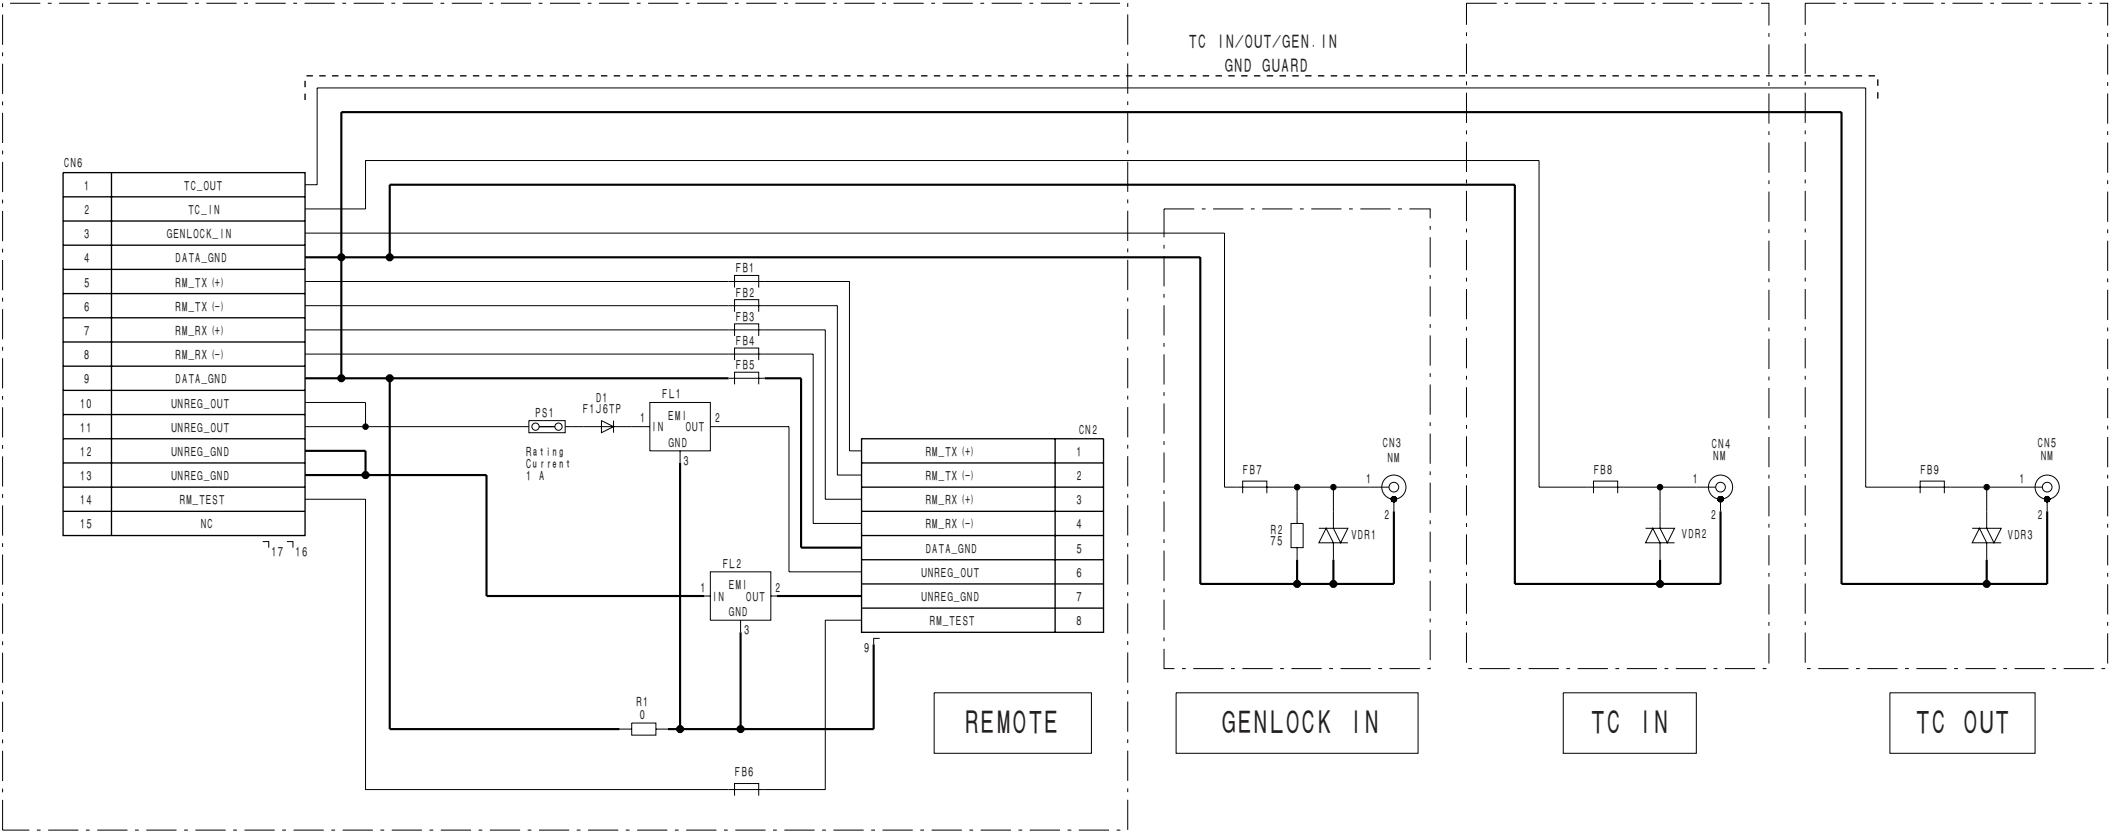 TC IN/OUT/GEN.IN
GND GUARD
CN6
1 TC_OUT
2 TC_IN
3 GENLOCK_IN
4 DATA_GND
5 RM_TX (+)
6 RM_TX (-)
7 RM_RX (+)
8 RM_RX (-)
9 DATA_GND
10 UNREG_OUT
11 UNREG_OUT
12 UNREG_GND
13 UNREG_GND
14 RM_TEST
15 NC
17 16
FB1
FB2
FB3
FB4
FB5
PS1
Rating
Current
1 A
D1
F1J6TP
FL1
1 EMI 2
IN OUT
GND
3
FL2
1 EMI 2
IN OUT
GND
3
R1
0
FB6
CN2
RM_TX (+) 1
RM_TX (-) 2
RM_RX (+) 3
RM_RX (-) 4
DATA_GND 5
UNREG_OUT 6
UNREG_GND 7
RM_TEST 8
9
REMOTE
FB7
R2
75
VDR1
CN3
NM
1
2
GENLOCK IN
FB8
VDR2
CN4
NM
1
2
TC IN
FB9
VDR3
CN5
NM
1
2
TC OUT